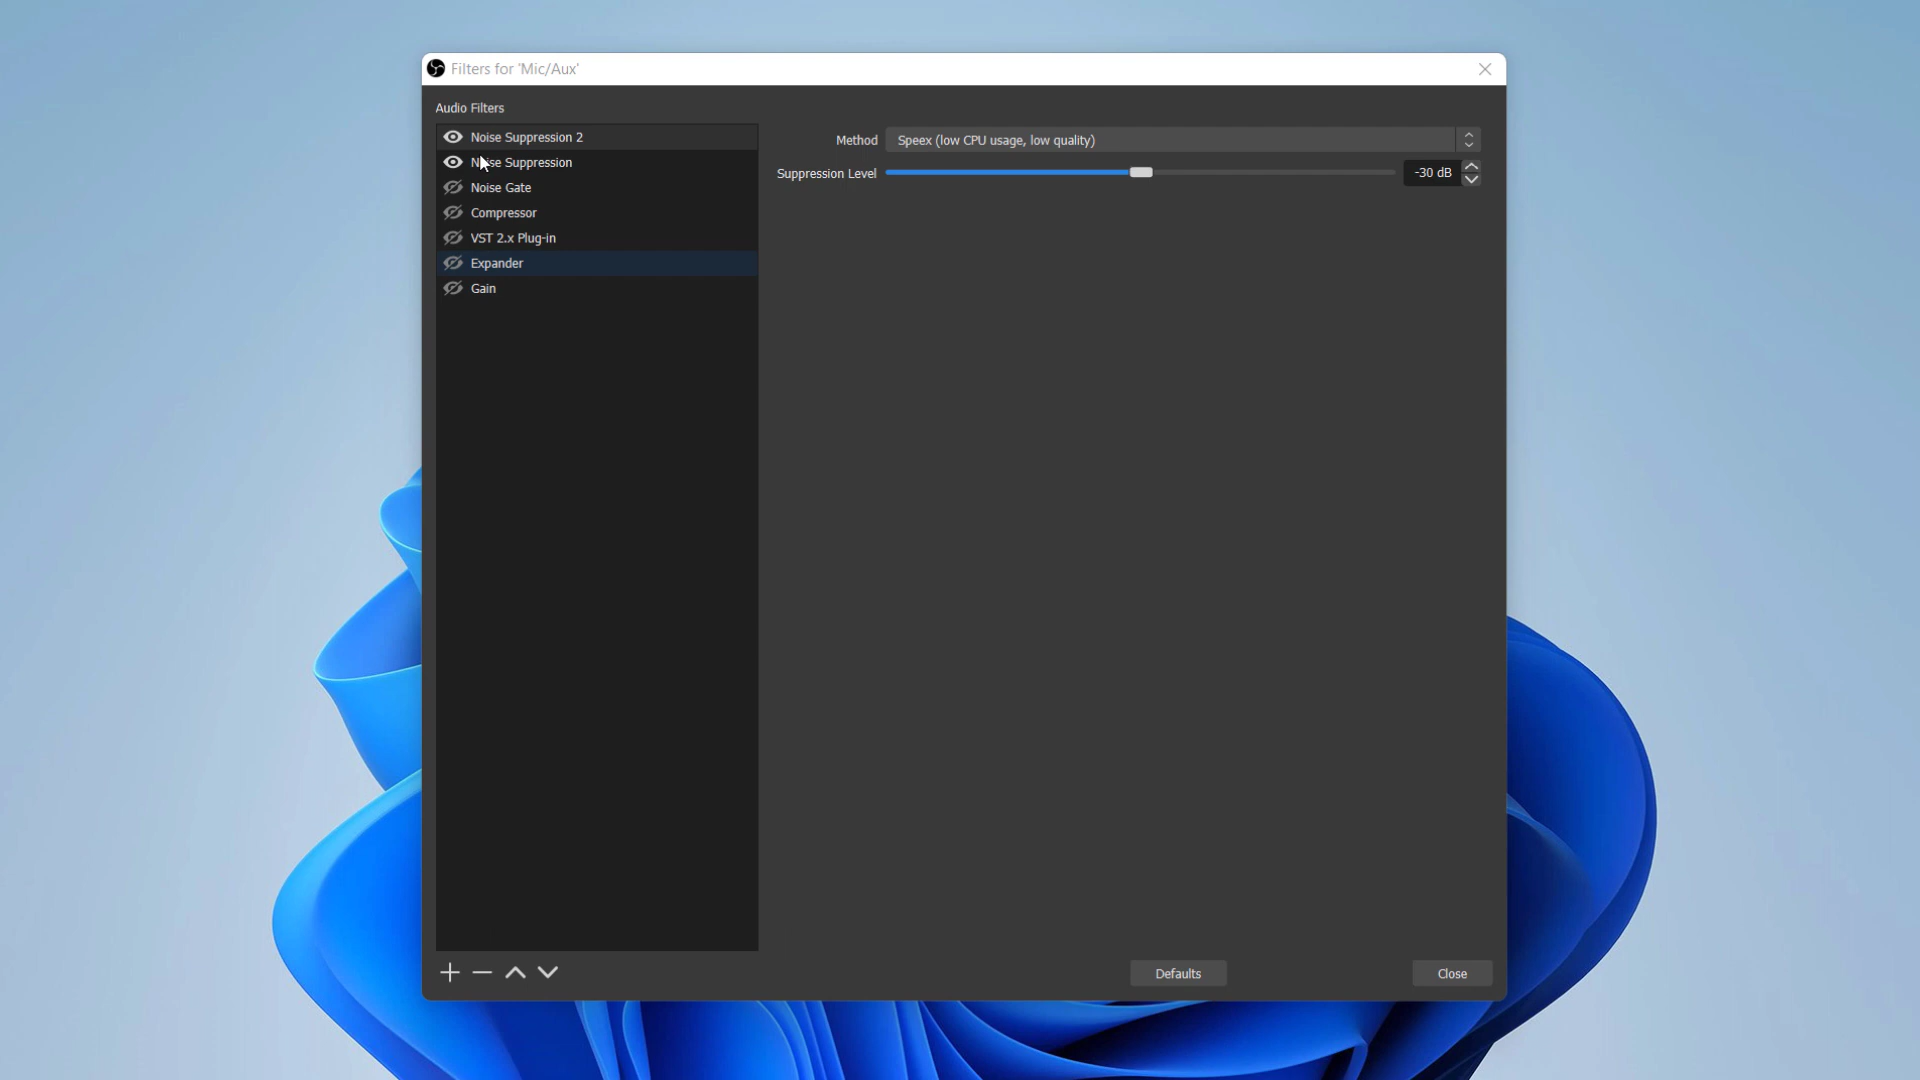 Filters for 'Mic/Aux'
Audio Filters
Noise Suppression 2
Noise Suppression
Noise Gate
Compressor
VST 2.x Plug-in
Expander
Gain
Method
Speex (low CPU usage, low quality)
Suppression Level
-30 dB
Defaults
Close